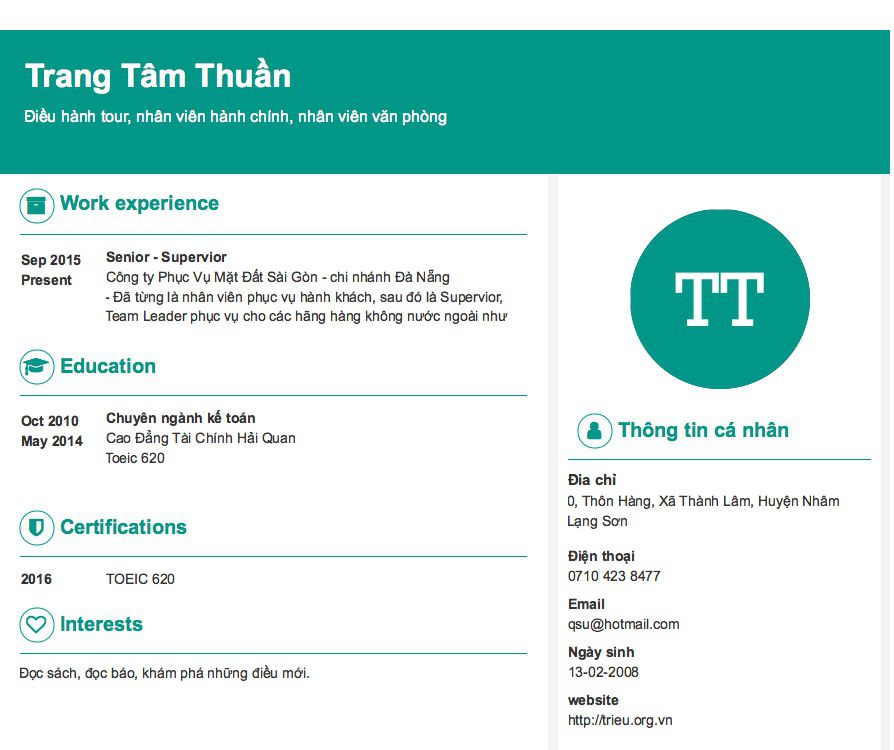 Trang Tâm Thuần
Điều hành tour, nhân viên hành chính, nhân viên văn phòng
Work experience
Sep 2015
Present
Senior - Supervior
Công ty Phục Vụ Mặt Đất Sài Gòn - chi nhánh Đà Nẵng
- Đã từng là nhân viên phục vụ hành khách, sau đó là Supervior,
Team Leader phục vụ cho các hãng hàng không nước ngoài như
Education
Oct 2010
May 2014
Chuyên ngành kế toán
Cao Đẳng Tài Chính Hải Quan
Toeic 620
Certifications
2016
TOEIC 620
Interests
Đọc sách, đọc báo, khám phá những điều mới.
TT
Thông tin cá nhân
Địa chỉ
0, Thôn Hàng, Xã Thành Lâm, Huyện Nhâm
Lạng Sơn
Điện thoại
0710 423 8477
Email
qsu@hotmail.com
Ngày sinh
13-02-2008
website
http://trieu.org.vn